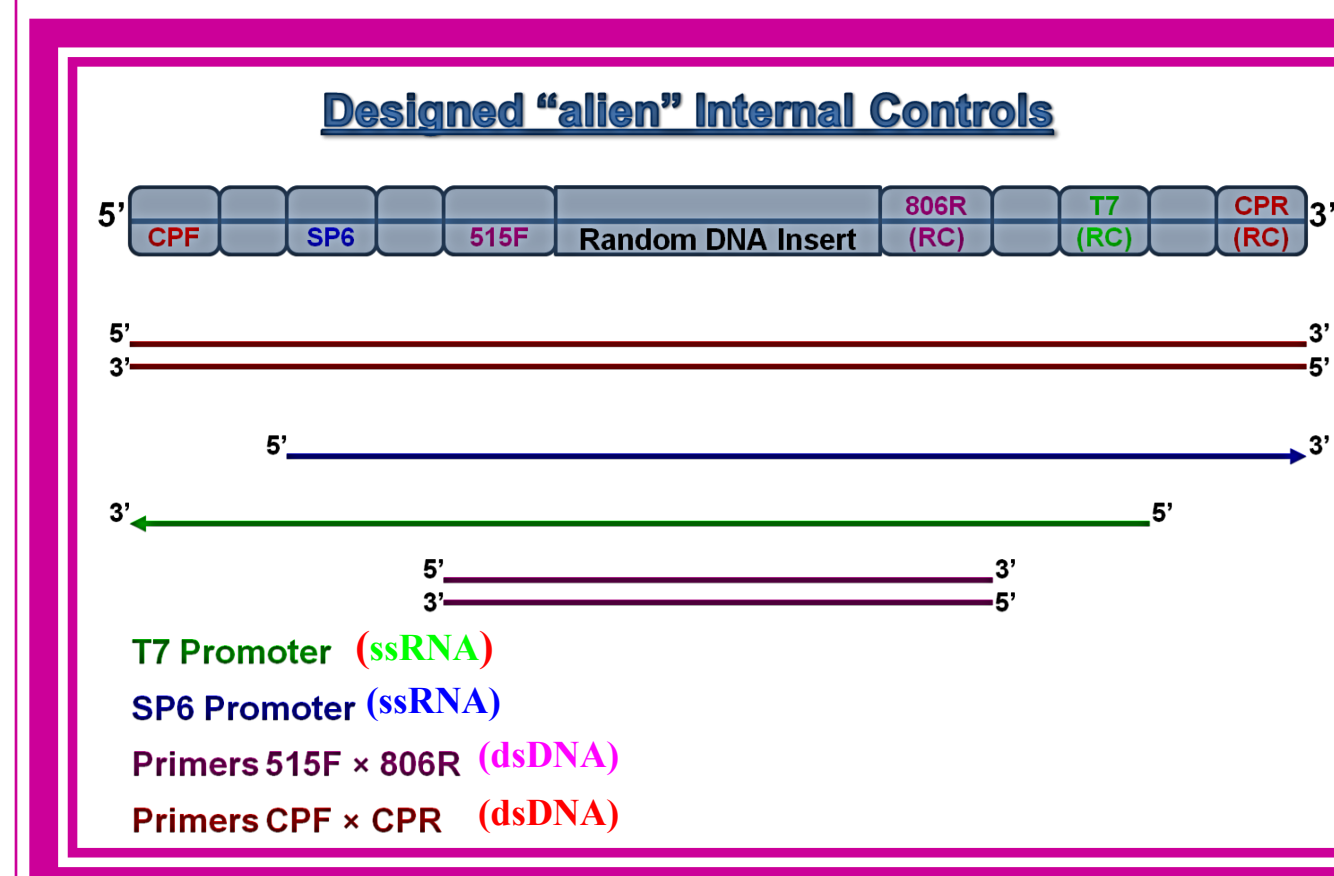 Designed “alien” Internal Controls
5’ 806R T7 CPR 3’
CPF SP6 515F Random DNA Insert (RC) (RC) (RC)
5’ 3’
3’ 5’
5’ 3’
3’ 5’
5’ 3’
3’ 5’
T7 Promoter (ssRNA)
SP6 Promoter (ssRNA)
Primers 515F × 806R (dsDNA)
Primers CPF × CPR (dsDNA)